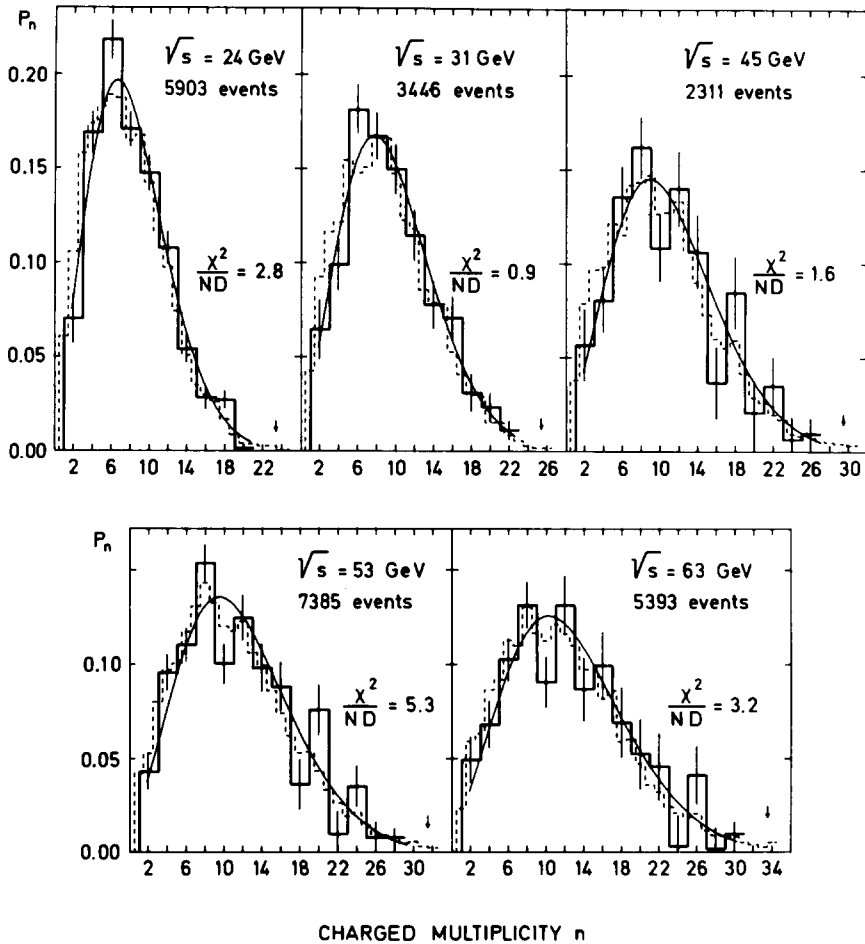 Pn
√s = 24 GeV
5903 events
√s = 31 GeV
3446 events
√s = 45 GeV
2311 events
0.20
0.15
0.10
0.05
0.00
χ²/ND = 2.8
χ²/ND = 0.9
χ²/ND = 1.6
2 6 10 14 18 22
2 6 10 14 18 22 26
2 6 10 14 18 22 26 30
Pn
√s = 53 GeV
7385 events
√s = 63 GeV
5393 events
0.10
0.05
0.00
χ²/ND = 5.3
χ²/ND = 3.2
2 6 10 14 18 22 26 30
2 6 10 14 18 22 26 30 34
CHARGED MULTIPLICITY n